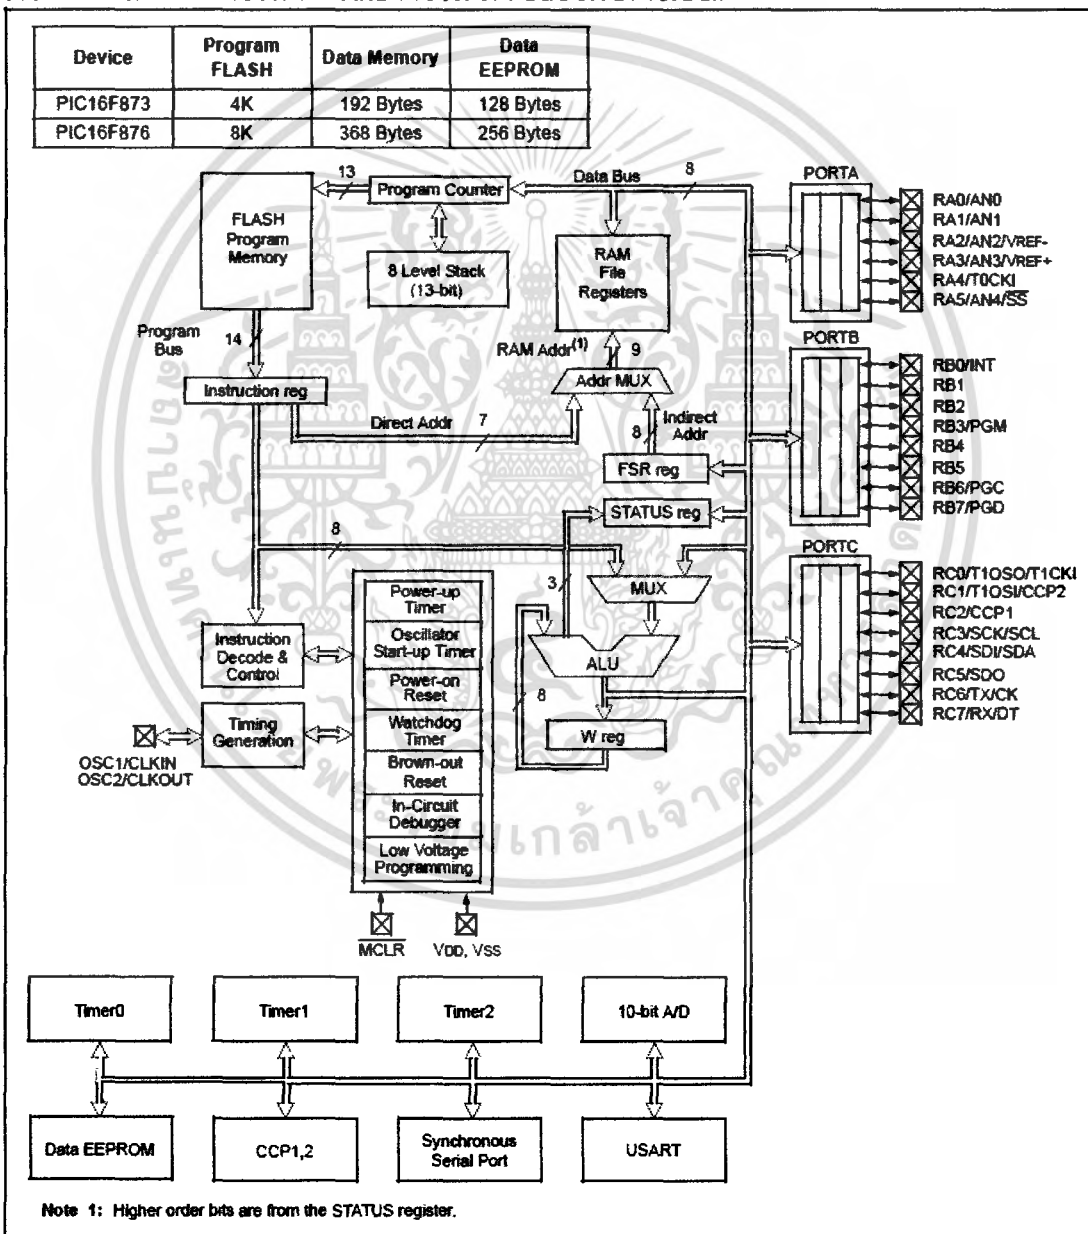 Device Program FLASH Data Memory Data EEPROM
PIC16F873 4K 192 Bytes 128 Bytes
PIC16F876 8K 368 Bytes 256 Bytes
13
Program Counter
Data Bus
8
FLASH
Program
Memory
8 Level Stack
(13-bit)
RAM
File
Registers
Program
Bus
14
RAM Addr(1)
9
Addr MUX
Instruction reg
Direct Addr
7
8
Indirect
Addr
FSR reg
STATUS reg
8
3
MUX
ALU
8
W reg
Power-up
Timer
Oscillator
Start-up Timer
Power-on
Reset
Watchdog
Timer
Brown-out
Reset
In-Circuit
Debugger
Low Voltage
Programming
Instruction
Decode &
Control
Timing
Generation
OSC1/CLKIN
OSC2/CLKOUT
MCLR
VDD, VSS
PORTA
RA0/AN0
RA1/AN1
RA2/AN2/VREF-
RA3/AN3/VREF+
RA4/T0CKI
RA5/AN4/SS
PORTB
RB0/INT
RB1
RB2
RB3/PGM
RB4
RB5
RB6/PGC
RB7/PGD
PORTC
RC0/T1OSO/T1CKI
RC1/T1OSI/CCP2
RC2/CCP1
RC3/SCK/SCL
RC4/SDI/SDA
RC5/SDO
RC6/TX/CK
RC7/RX/DT
Timer0
Timer1
Timer2
10-bit A/D
Data EEPROM
CCP1,2
Synchronous
Serial Port
USART
Note 1: Higher order bits are from the STATUS register.